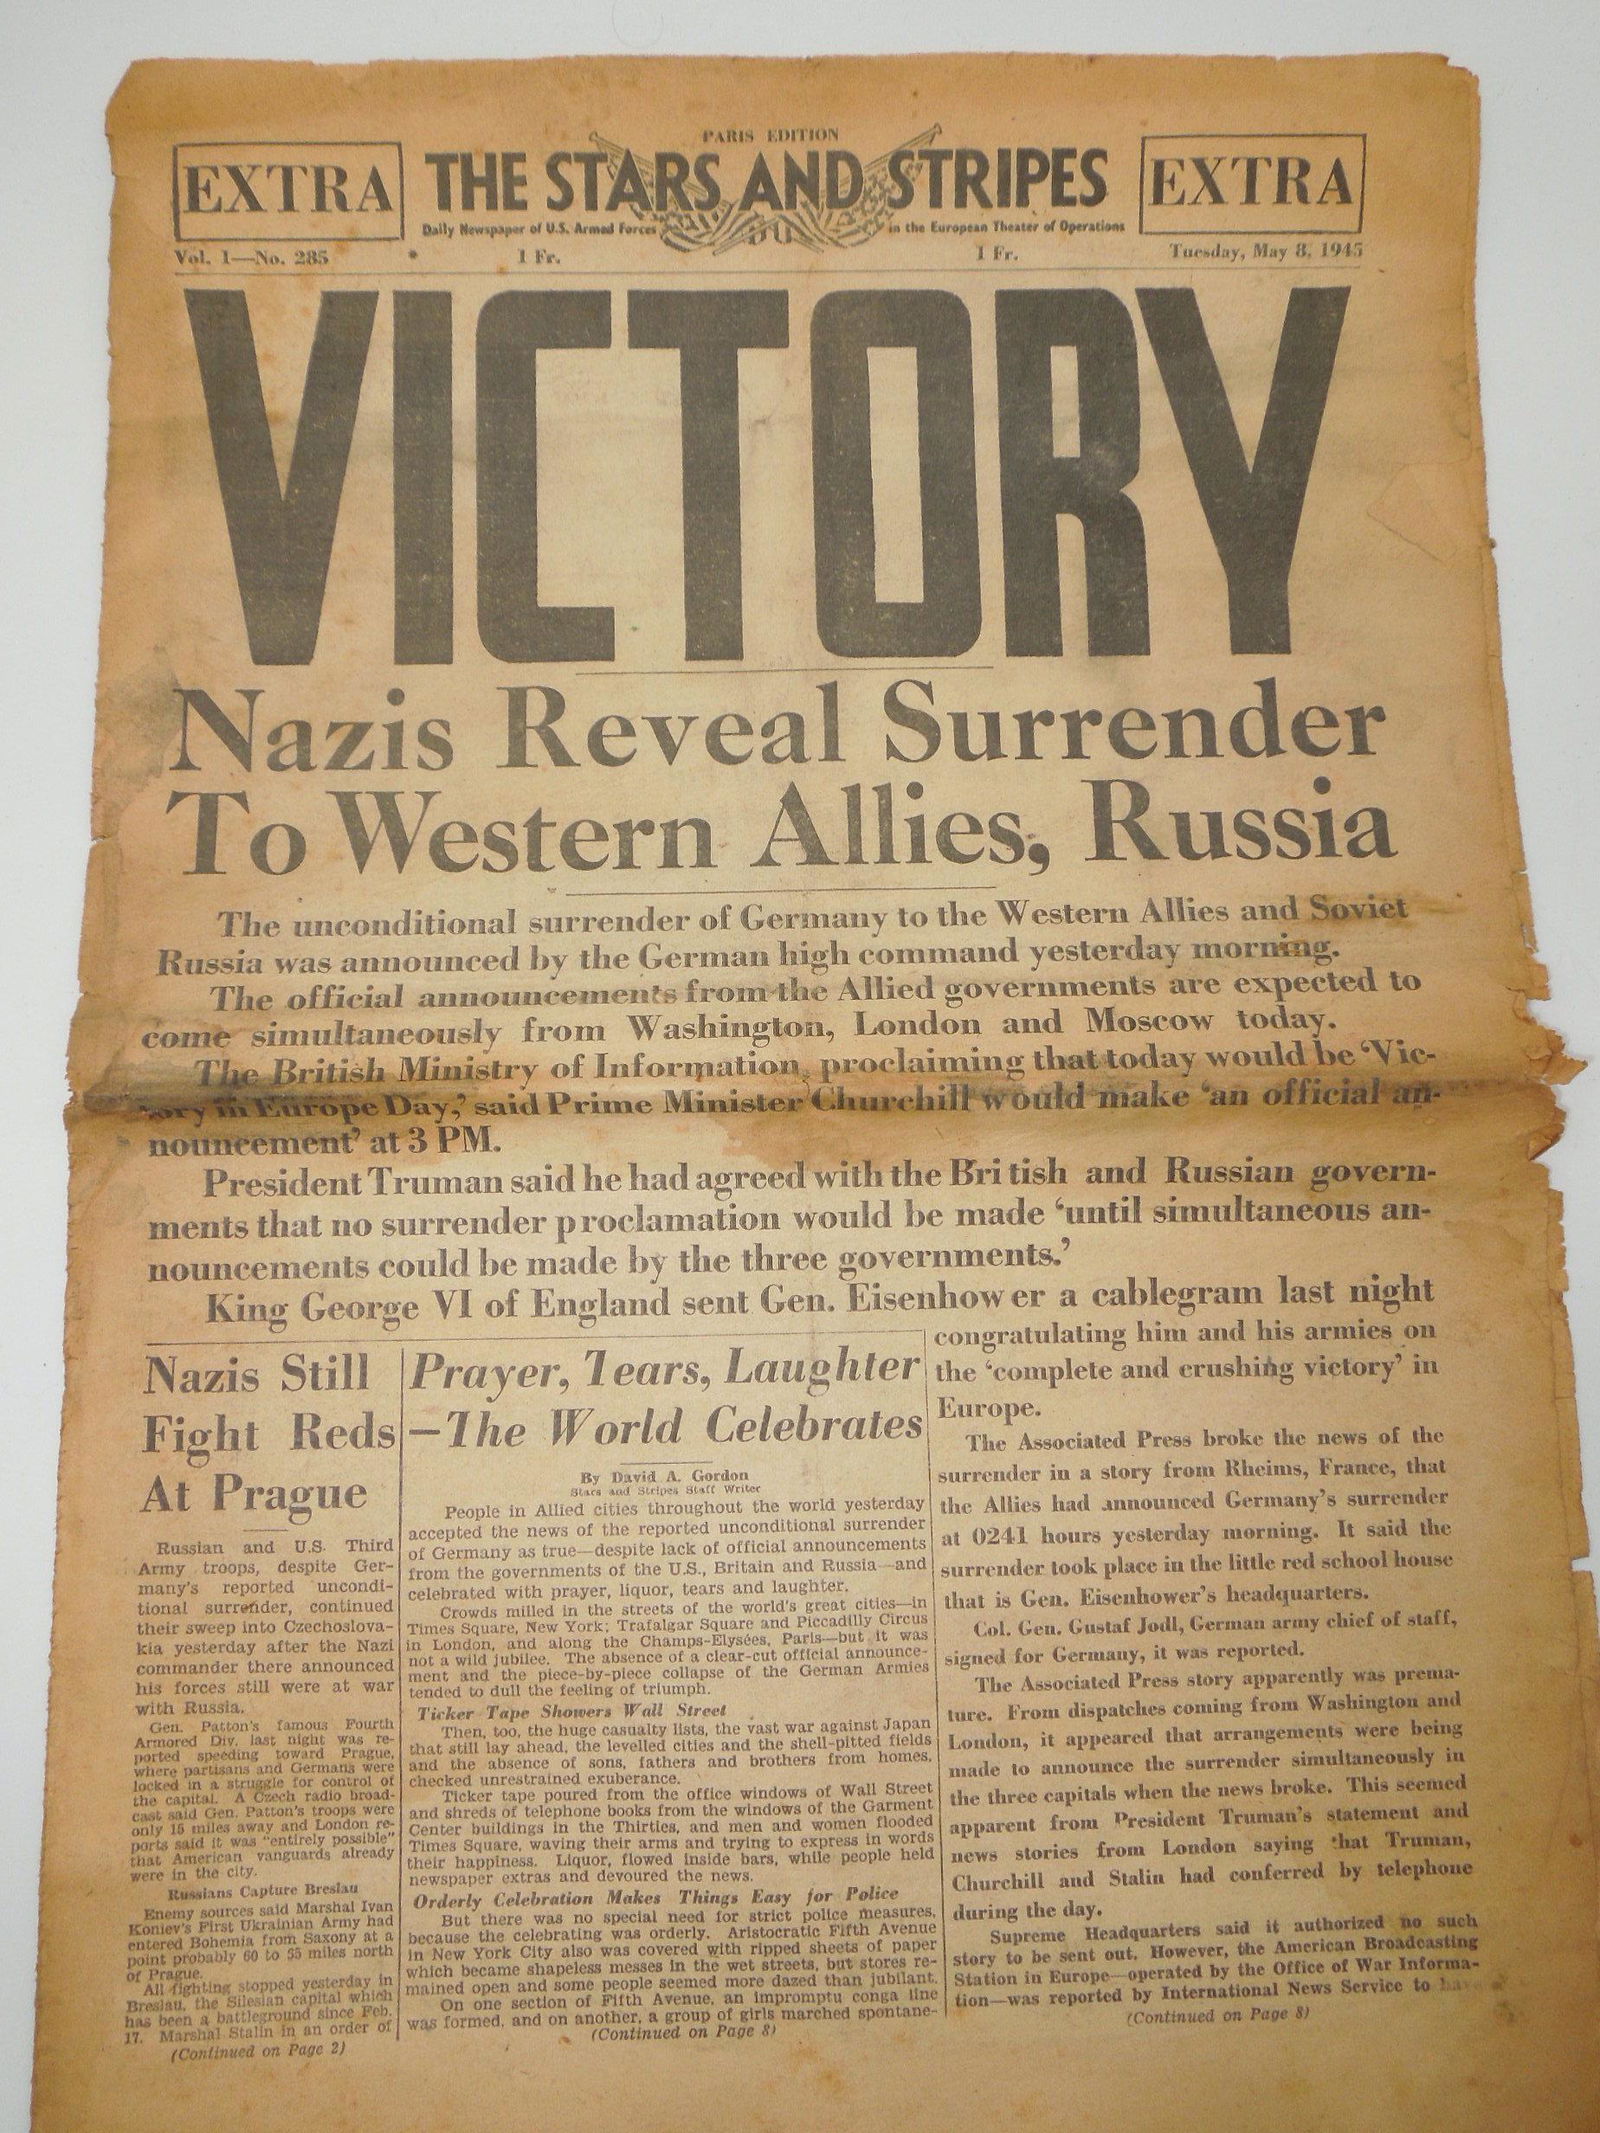 PARIS EDITION
EXTRA
THE STARS AND STRIPES
EXTRA
Daily Newspaper of U.S. Armed Forces
in the European Theater of Operations
Vol. 1—No. 285
1 Fr.
1 Fr.
Tuesday, May 8, 1945
VICTORY
Nazis Reveal Surrender
To Western Allies, Russia
The unconditional surrender of Germany to the Western Allies and Soviet
Russia was announced by the German high command yesterday morning.
The official announcements from the Allied governments are expected to
come simultaneously from Washington, London and Moscow today.
The British Ministry of Information, proclaiming that today would be 'Vic-
tory in Europe Day,' said Prime Minister Churchill would make 'an official an-
nouncement' at 3 PM.
President Truman said he had agreed with the British and Russian govern-
ments that no surrender proclamation would be made 'until simultaneous an-
nouncements could be made by the three governments.'
King George VI of England sent Gen. Eisenhower a cablegram last night
congratulating him and his armies on
the 'complete and crushing victory' in
Europe.
The Associated Press broke the news of the
surrender in a story from Rheims, France, that
the Allies had announced Germany's surrender
at 0241 hours yesterday morning. It said the
surrender took place in the little red school house
that is Gen. Eisenhower's headquarters.
Col. Gen. Gustaf Jodl, German army chief of staff,
signed for Germany, it was reported.
The Associated Press story apparently was prema-
ture. From dispatches coming from Washington and
London, it appeared that arrangements were being
made to announce the surrender simultaneously in
the three capitals when the news broke. This seemed
apparent from President Truman's statement and
news stories from London saying that Truman,
Churchill and Stalin had conferred by telephone
during the day.
Supreme Headquarters said it authorized no such
story to be sent out. However, the American Broadcasting
Station in Europe—operated by the Office of War Informa-
tion—was reported by International News Service to have
(Continued on Page 8)
Nazis Still
Fight Reds
At Prague
Russian and U.S. Third
Army troops, despite Ger-
many's reported uncondi-
tional surrender, continued
their sweep into Czechoslova-
kia yesterday after the Nazi
commander there announced
his forces still were at war
with Russia.
Gen. Patton's famous Fourth
Armored Div. last night was re-
ported speeding toward Prague,
where partisans and Germans were
locked in a struggle for control of
the capital. A Czech radio broad-
cast said Gen. Patton's troops were
only 15 miles away and London re-
ports said it was "entirely possible"
that American vanguards already
were in the city.
Russians Capture Breslau
Enemy sources said Marshal Ivan
Koniev's First Ukrainian Army had
entered Bohemia from Saxony at a
point probably 60 to 35 miles north
of Prague.
All fighting stopped yesterday in
Breslau, the Silesian capital which
has been a battleground since Feb.
17. Marshal Stalin in an order of
(Continued on Page 2)
Prayer, Tears, Laughter
—The World Celebrates
By David A. Gordon
Stars and Stripes Staff Writer
People in Allied cities throughout the world yesterday
accepted the news of the reported unconditional surrender
of Germany as true—despite lack of official announcements
from the governments of the U.S., Britain and Russia—and
celebrated with prayer, liquor, tears and laughter.
Crowds milled in the streets of the world's great cities—in
Times Square, New York; Trafalgar Square and Piccadilly Circus
in London, and along the Champs-Elysées, Paris—but it was
not a wild jubilee. The absence of a clear-cut official announce-
ment and the piece-by-piece collapse of the German Armies
tended to dull the feeling of triumph.
Ticker Tape Showers Wall Street
Then, too, the huge casualty lists, the vast war against Japan
that still lay ahead, the levelled cities and the shell-pitted fields
and the absence of sons, fathers and brothers from homes,
checked unrestrained exuberance.
Ticker tape poured from the office windows of Wall Street
and shreds of telephone books from the windows of the Garment
Center buildings in the Thirties, and men and women flooded
Times Square, waving their arms and trying to express in words
their happiness. Liquor, flowed inside bars, while people held
newspaper extras and devoured the news.
Orderly Celebration Makes Things Easy for Police
But there was no special need for strict police measures,
because the celebrating was orderly. Aristocratic Fifth Avenue
in New York City also was covered with ripped sheets of paper
which became shapeless messes in the wet streets, but stores re-
mained open and some people seemed more dazed than jubilant.
On one section of Fifth Avenue, an impromptu conga line
was formed, and on another, a group of girls marched spontane-
(Continued on Page 8)